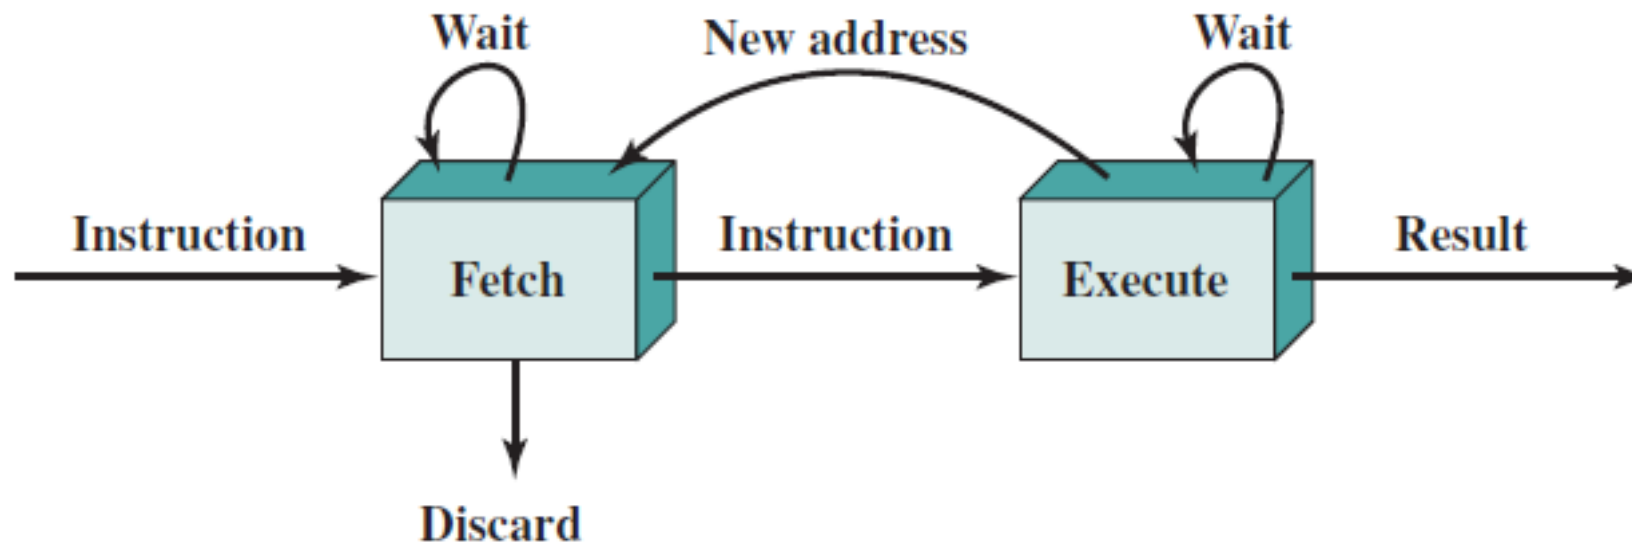 Wait
New address
Wait
Instruction
Fetch
Instruction
Execute
Result
Discard